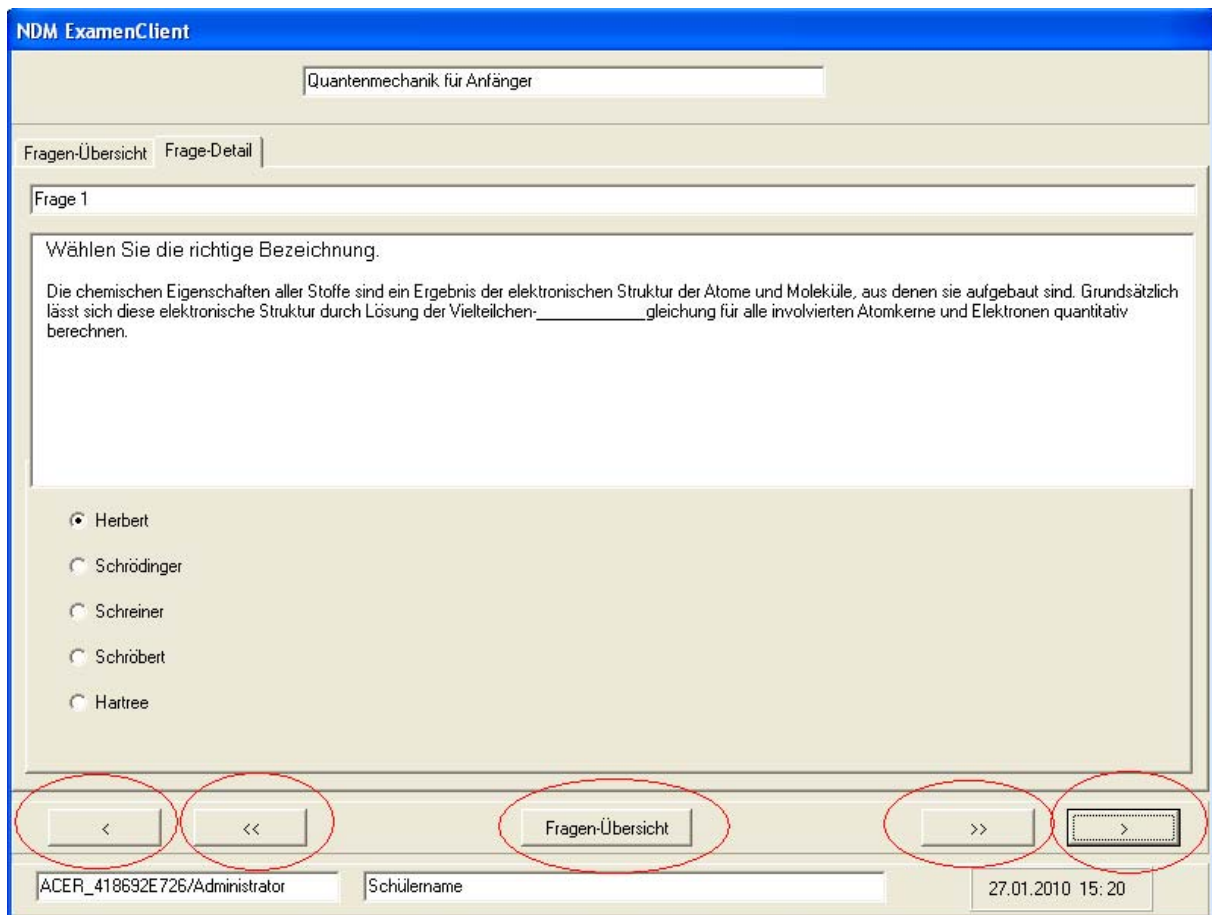 NDM ExamenClient
Quantenmechanik für Anfänger
Fragen-Übersicht Frage-Detail
Frage 1
Wählen Sie die richtige Bezeichnung.
Die chemischen Eigenschaften aller Stoffe sind ein Ergebnis der elektronischen Struktur der Atome und Moleküle, aus denen sie aufgebaut sind. Grundsätzlich
lässt sich diese elektronische Struktur durch Lösung der Vielteilchen-____________gleichung für alle involvierten Atomkerne und Elektronen quantitativ
berechnen.
Herbert
Schrödinger
Schreiner
Schröbert
Hartree
< << Fragen-Übersicht >> >
ACER_418692E726/Administrator Schülername 27.01.2010 15:20